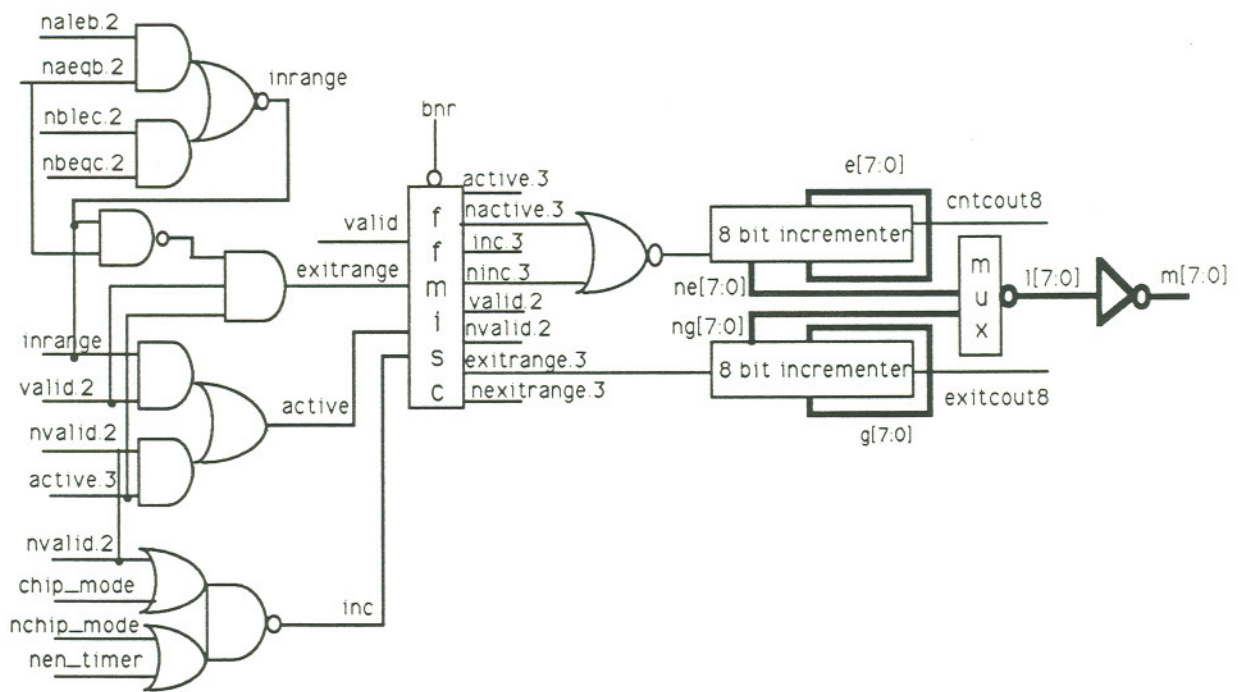 naleb.2
naeqb.2
inrange
nblec.2
nbeqc.2
bnr
valid
exitrange
inrange
valid.2
active
nvalid.2
active.3
nvalid.2
chip_mode
inc
nchip_mode
nen_timer
ffmisc
active.3
nactive.3
inc.3
ninc.3
valid.2
nvalid.2
exitrange.3
nexitrange.3
e[7:0]
8 bit incrementer
cntcout8
ne[7:0]
ng[7:0]
mux
l[7:0]
m[7:0]
8 bit incrementer
exitcout8
g[7:0]